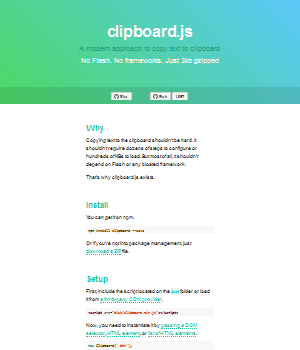 clipboard.js
A modern approach to copy text to clipboard
No Flash. No frameworks. Just 3kb gzipped
Star
Fork
Why
Copying text to the clipboard shouldn't be hard. It
shouldn't require dozens of steps to configure or
hundreds of KBs to load. But most of all, it shouldn't
depend on Flash or any bloated framework.
That's why clipboard.js exists.
Install
You can get it on npm.
npm install clipboard --save
Or if you're not into package management, just
download a ZIP file.
Setup
First, include the script located on the dist folder or load
it from a third-party CDN provider.
<script src="dist/clipboard.min.js"></script>
Now, you need to instantiate it by passing a DOM
selector, HTML element, or list of HTML elements.
new Clipboard('.btn');